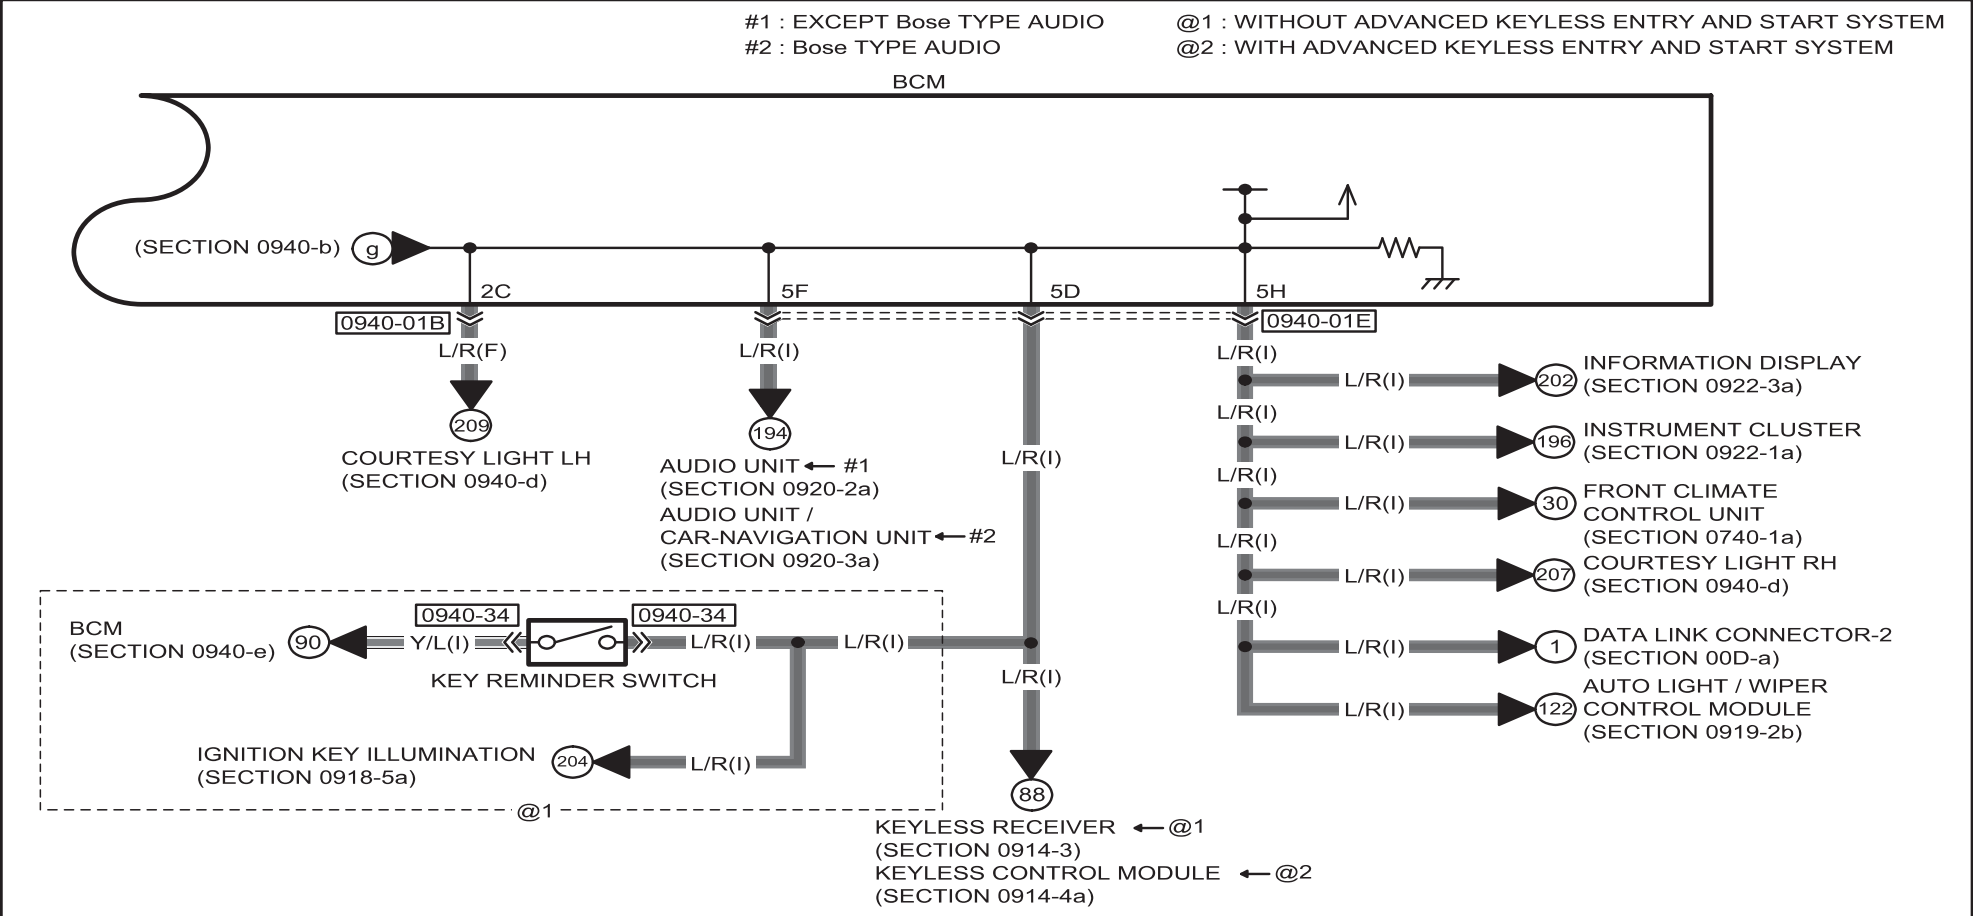 #1 : EXCEPT Bose TYPE AUDIO
@1 : WITHOUT ADVANCED KEYLESS ENTRY AND START SYSTEM
#2 : Bose TYPE AUDIO
@2 : WITH ADVANCED KEYLESS ENTRY AND START SYSTEM
BCM
(SECTION 0940-b) g
2C
5F
5D
5H
0940-01B
0940-01E
L/R(F)
L/R(I)
L/R(I)
209
COURTESY LIGHT LH
(SECTION 0940-d)
194
AUDIO UNIT #1
(SECTION 0920-2a)
AUDIO UNIT /
CAR-NAVIGATION UNIT #2
(SECTION 0920-3a)
L/R(I)
L/R(I) 202 INFORMATION DISPLAY
(SECTION 0922-3a)
L/R(I)
L/R(I) 196 INSTRUMENT CLUSTER
(SECTION 0922-1a)
L/R(I)
L/R(I) 30 FRONT CLIMATE
CONTROL UNIT
(SECTION 0740-1a)
L/R(I)
L/R(I) 207 COURTESY LIGHT RH
(SECTION 0940-d)
L/R(I)
L/R(I) 1 DATA LINK CONNECTOR-2
(SECTION 00D-a)
L/R(I) 122 AUTO LIGHT / WIPER
CONTROL MODULE
(SECTION 0919-2b)
0940-34
0940-34
BCM
(SECTION 0940-e)
90
Y/L(I)
L/R(I)
L/R(I)
KEY REMINDER SWITCH
L/R(I)
IGNITION KEY ILLUMINATION
(SECTION 0918-5a)
204
L/R(I)
@1
88
KEYLESS RECEIVER @1
(SECTION 0914-3)
KEYLESS CONTROL MODULE @2
(SECTION 0914-4a)